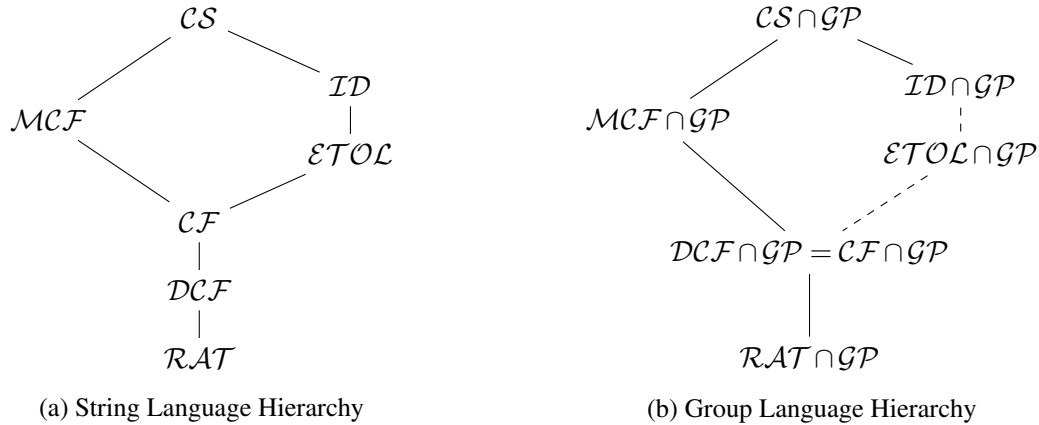 𝒞𝒮
ℐ𝒟
ℳ𝒞ℱ
ℰ𝒯𝒪ℒ
𝒞ℱ
𝒟𝒞ℱ
ℛ𝒜𝒯
(a) String Language Hierarchy
𝒞𝒮 ∩ 𝒢𝒫
ℐ𝒟 ∩ 𝒢𝒫
ℳ𝒞ℱ ∩ 𝒢𝒫
ℰ𝒯𝒪ℒ ∩ 𝒢𝒫
𝒟𝒞ℱ ∩ 𝒢𝒫 = 𝒞ℱ ∩ 𝒢𝒫
ℛ𝒜𝒯 ∩ 𝒢𝒫
(b) Group Language Hierarchy